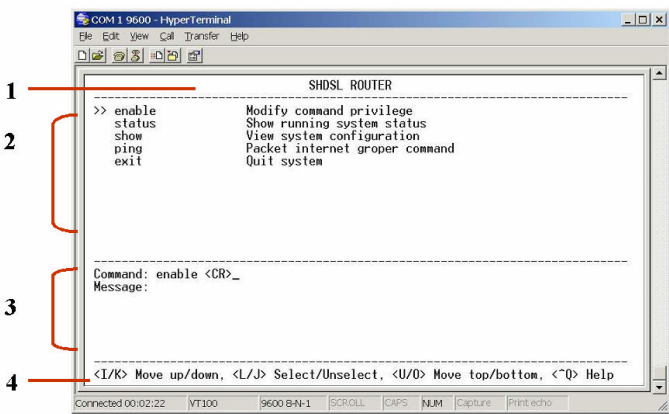 COM 1 9600 - HyperTerminal
File Edit View Call Transfer Help
1
SHDSL ROUTER
2
>> enable Modify command privilege
status Show running system status
show View system configuration
ping Packet internet groper command
exit Quit system
3
Command: enable <CR>_
Message:
4
<I/K> Move up/down, <L/J> Select/Unselect, <U/O> Move top/bottom, <^Q> Help
Connected 00:02:22 VT100 9600 8-N-1 SCROLL CAPS NUM Capture Print echo